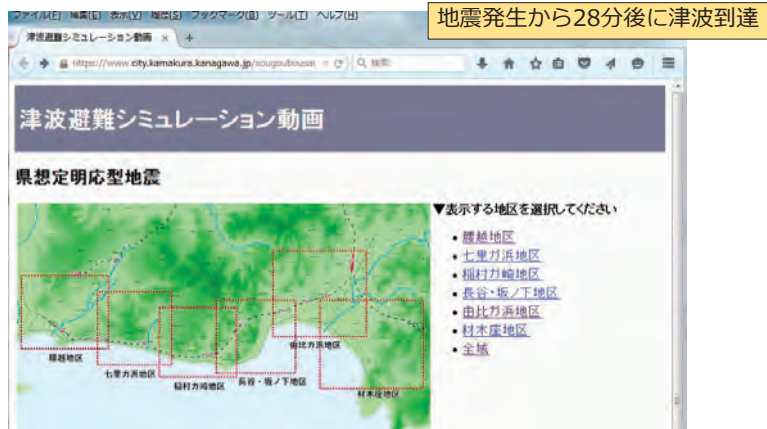 ファイル(F) 編集(E) 表示(V) 履歴(S) ブックマーク(B) ツール(T) ヘルプ(H)
地震発生から28分後に津波到達
津波避難シミュレーション動画 × +
https://www.city.kamakura.kanagawa.jp/sougoubousai
検索
津波避難シミュレーション動画
県想定明応型地震
▼表示する地区を選択してください
• 腰越地区
• 七里ガ浜地区
• 稲村ガ崎地区
• 長谷・坂ノ下地区
• 由比ガ浜地区
• 材木座地区
• 全域
腰越地区
七里ガ浜地区
稲村ガ崎地区
長谷・坂ノ下地区
由比ガ浜地区
材木座地区